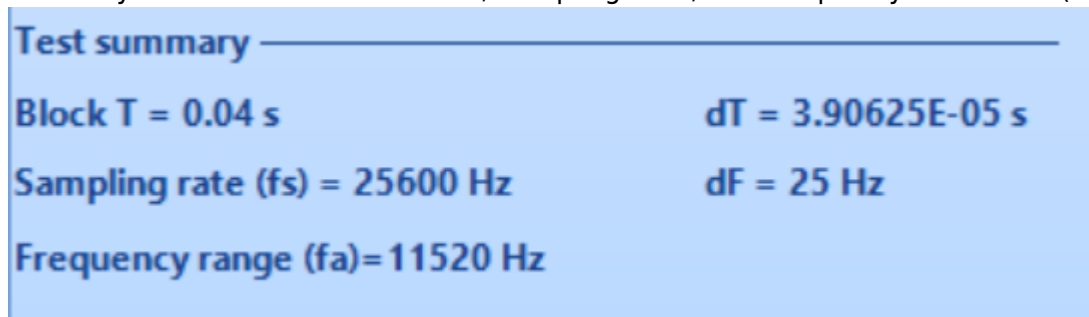 Test summary
Block T = 0.04 s dT = 3.90625E-05 s
Sampling rate (fs) = 25600 Hz dF = 25 Hz
Frequency range (fa)=11520 Hz